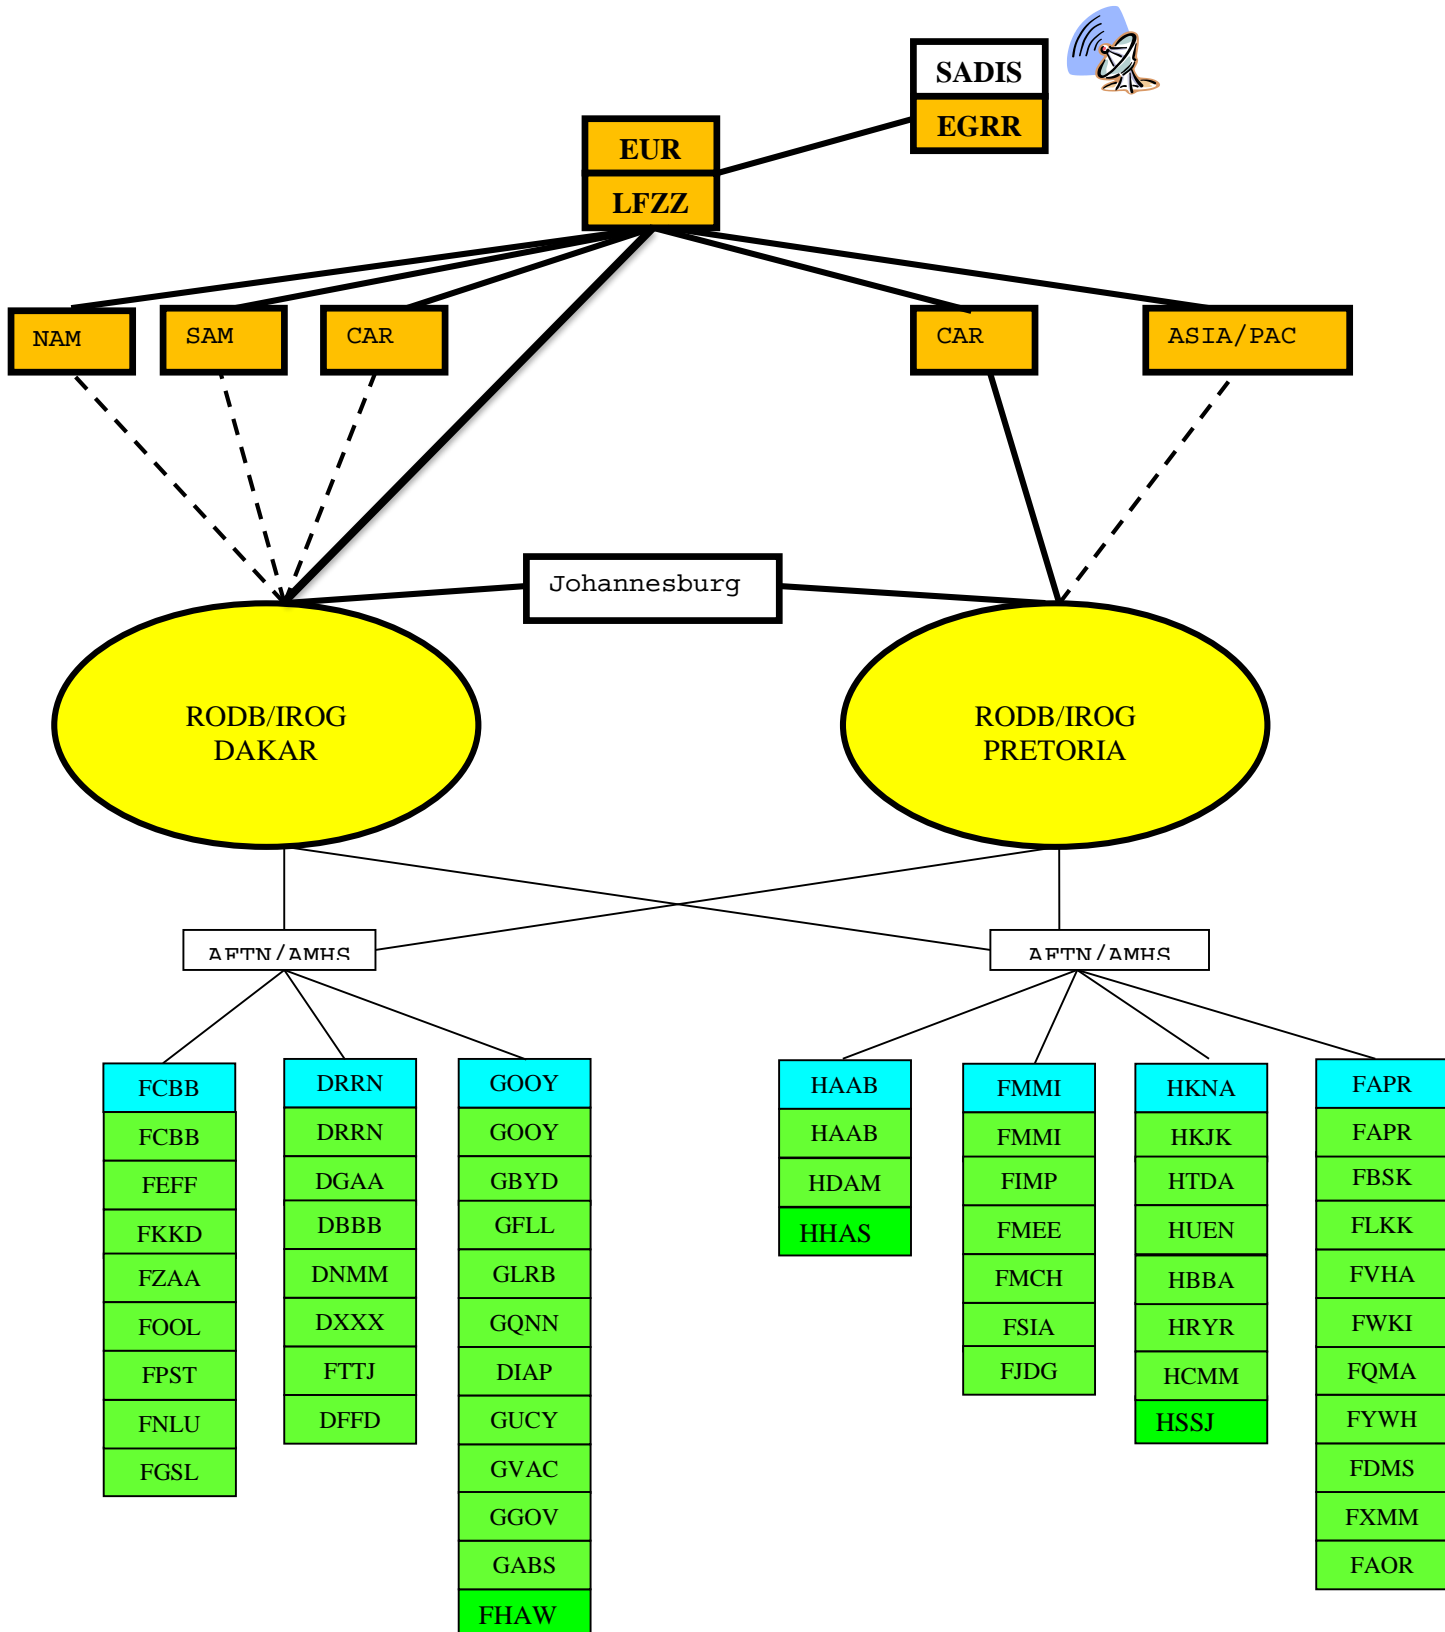 SADIS
EGRR
EUR
LFZZ
NAM
SAM
CAR
CAR
ASIA/PAC
Johannesburg
RODB/IROG
DAKAR
RODB/IROG
PRETORIA
AFTN/AMHS
AFTN/AMHS
FCBB
FCBB
FEFF
FKKD
FZAA
FOOL
FPST
FNLU
FGSL
DRRN
DRRN
DGAA
DBBB
DNMM
DXXX
FTTJ
DFFD
GOOY
GOOY
GBYD
GFLL
GLRB
GQNN
DIAP
GUCY
GVAC
GGOV
GABS
FHAW
HAAB
HAAB
HDAM
HHAS
FMMI
FMMI
FIMP
FMEE
FMCH
FSIA
FJDG
HKNA
HKJK
HTDA
HUEN
HBBA
HRYR
HCMM
HSSJ
FAPR
FAPR
FBSK
FLKK
FVHA
FWKI
FQMA
FYWH
FDMS
FXMM
FAOR